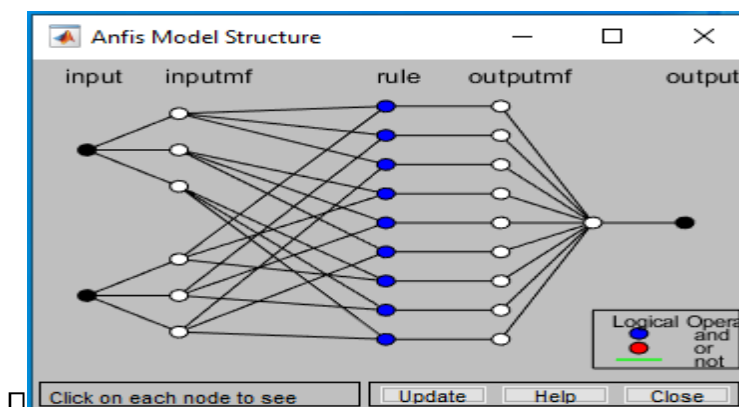 Anfis Model Structure
input inputmf rule outputmf output
Logical Opera
and
or
not
Click on each node to see Update Help Close